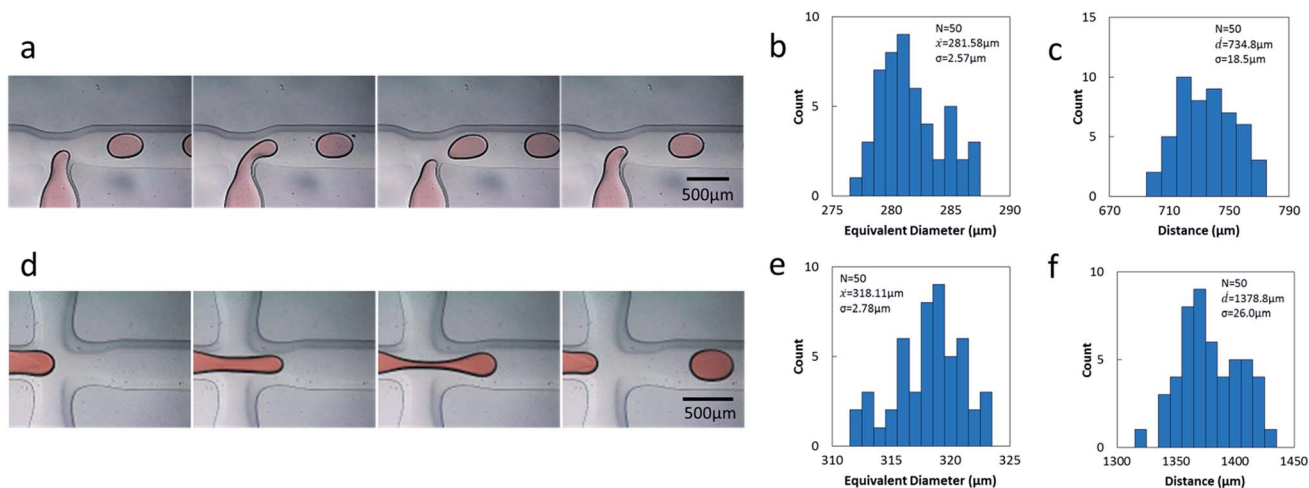 a
500µm
b
10
5
0
275
280
285
290
Count
Equivalent Diameter (µm)
N=50
ẋ=281.58µm
σ=2.57µm
c
15
10
5
0
670
710
750
790
Count
Distance (µm)
N=50
ḋ=734.8µm
σ=18.5µm
d
500µm
e
10
5
0
310
315
320
325
Count
Equivalent Diameter (µm)
N=50
ẋ=318.11µm
σ=2.78µm
f
10
5
0
1300
1350
1400
1450
Count
Distance (µm)
N=50
ḋ=1378.8µm
σ=26.0µm